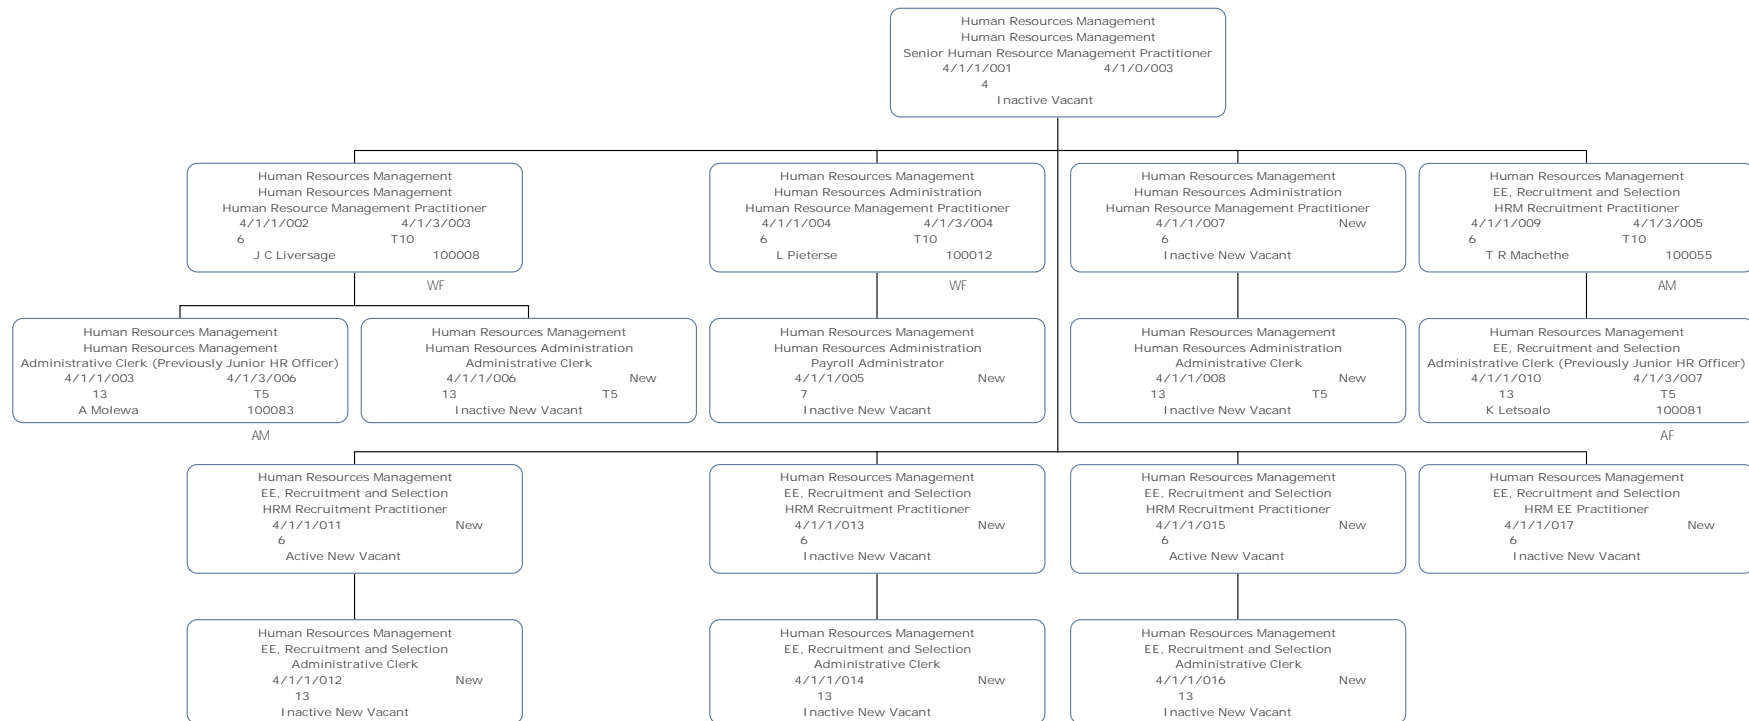 Human Resources Management
Human Resources Management
Senior Human Resource Management Practitioner
4/1/1/001 4/1/0/003
4
Inactive Vacant
Human Resources Management
Human Resources Management
Human Resource Management Practitioner
4/1/1/002 4/1/3/003
6 T10
J C Liversage 100008
WF
Human Resources Management
Human Resources Administration
Human Resource Management Practitioner
4/1/1/004 4/1/3/004
6 T10
L Pieterse 100012
WF
Human Resources Management
Human Resources Administration
Human Resource Management Practitioner
4/1/1/007 New
6
Inactive New Vacant
Human Resources Management
EE, Recruitment and Selection
HRM Recruitment Practitioner
4/1/1/009 4/1/3/005
6 T10
T R Machethe 100055
AM
Human Resources Management
Human Resources Management
Administrative Clerk (Previously Junior HR Officer)
4/1/1/003 4/1/3/006
13 T5
A Molewa 100083
AM
Human Resources Management
Human Resources Administration
Administrative Clerk
4/1/1/006 New
13 T5
Inactive New Vacant
Human Resources Management
Human Resources Administration
Payroll Administrator
4/1/1/005 New
7
Inactive New Vacant
Human Resources Management
Human Resources Administration
Administrative Clerk
4/1/1/008 New
13 T5
Inactive New Vacant
Human Resources Management
EE, Recruitment and Selection
Administrative Clerk (Previously Junior HR Officer)
4/1/1/010 4/1/3/007
13 T5
K Letsoalo 100081
AF
Human Resources Management
EE, Recruitment and Selection
HRM Recruitment Practitioner
4/1/1/011 New
6
Active New Vacant
Human Resources Management
EE, Recruitment and Selection
HRM Recruitment Practitioner
4/1/1/013 New
6
Inactive New Vacant
Human Resources Management
EE, Recruitment and Selection
HRM Recruitment Practitioner
4/1/1/015 New
6
Active New Vacant
Human Resources Management
EE, Recruitment and Selection
HRM EE Practitioner
4/1/1/017 New
6
Inactive New Vacant
Human Resources Management
EE, Recruitment and Selection
Administrative Clerk
4/1/1/012 New
13
Inactive New Vacant
Human Resources Management
EE, Recruitment and Selection
Administrative Clerk
4/1/1/014 New
13
Inactive New Vacant
Human Resources Management
EE, Recruitment and Selection
Administrative Clerk
4/1/1/016 New
13
Inactive New Vacant